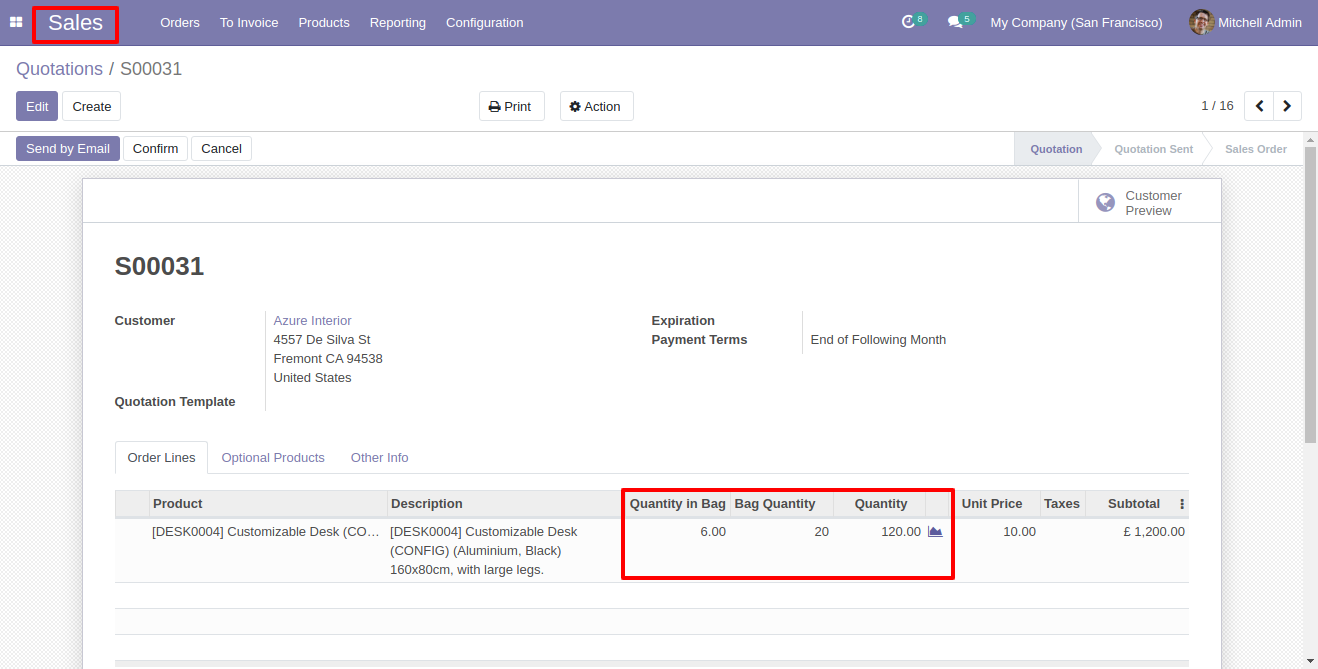 Sales Orders To Invoice Products Reporting Configuration 8 5 My Company (San Francisco) Mitchell Admin
Quotations / S00031
Edit Create Print Action 1 / 16
Send by Email Confirm Cancel Quotation Quotation Sent Sales Order
Customer
Preview
S00031
Customer Azure Interior Expiration
4557 De Silva St Payment Terms End of Following Month
Fremont CA 94538
United States
Quotation Template
Order Lines Optional Products Other Info
Product Description Quantity in Bag Bag Quantity Quantity Unit Price Taxes Subtotal
[DESK0004] Customizable Desk (CO... [DESK0004] Customizable Desk 6.00 20 120.00 10.00 £ 1,200.00
(CONFIG) (Aluminium, Black)
160x80cm, with large legs.